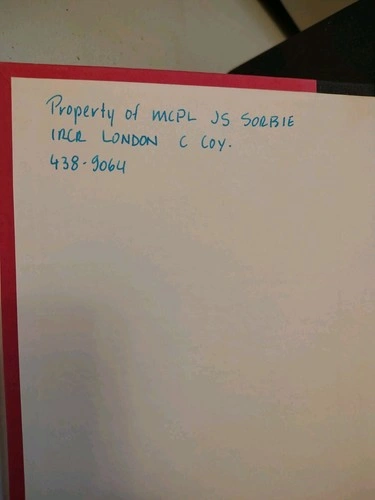 Property of MCPL JS SORBIE
1RCR LONDON C COY.
438-9064